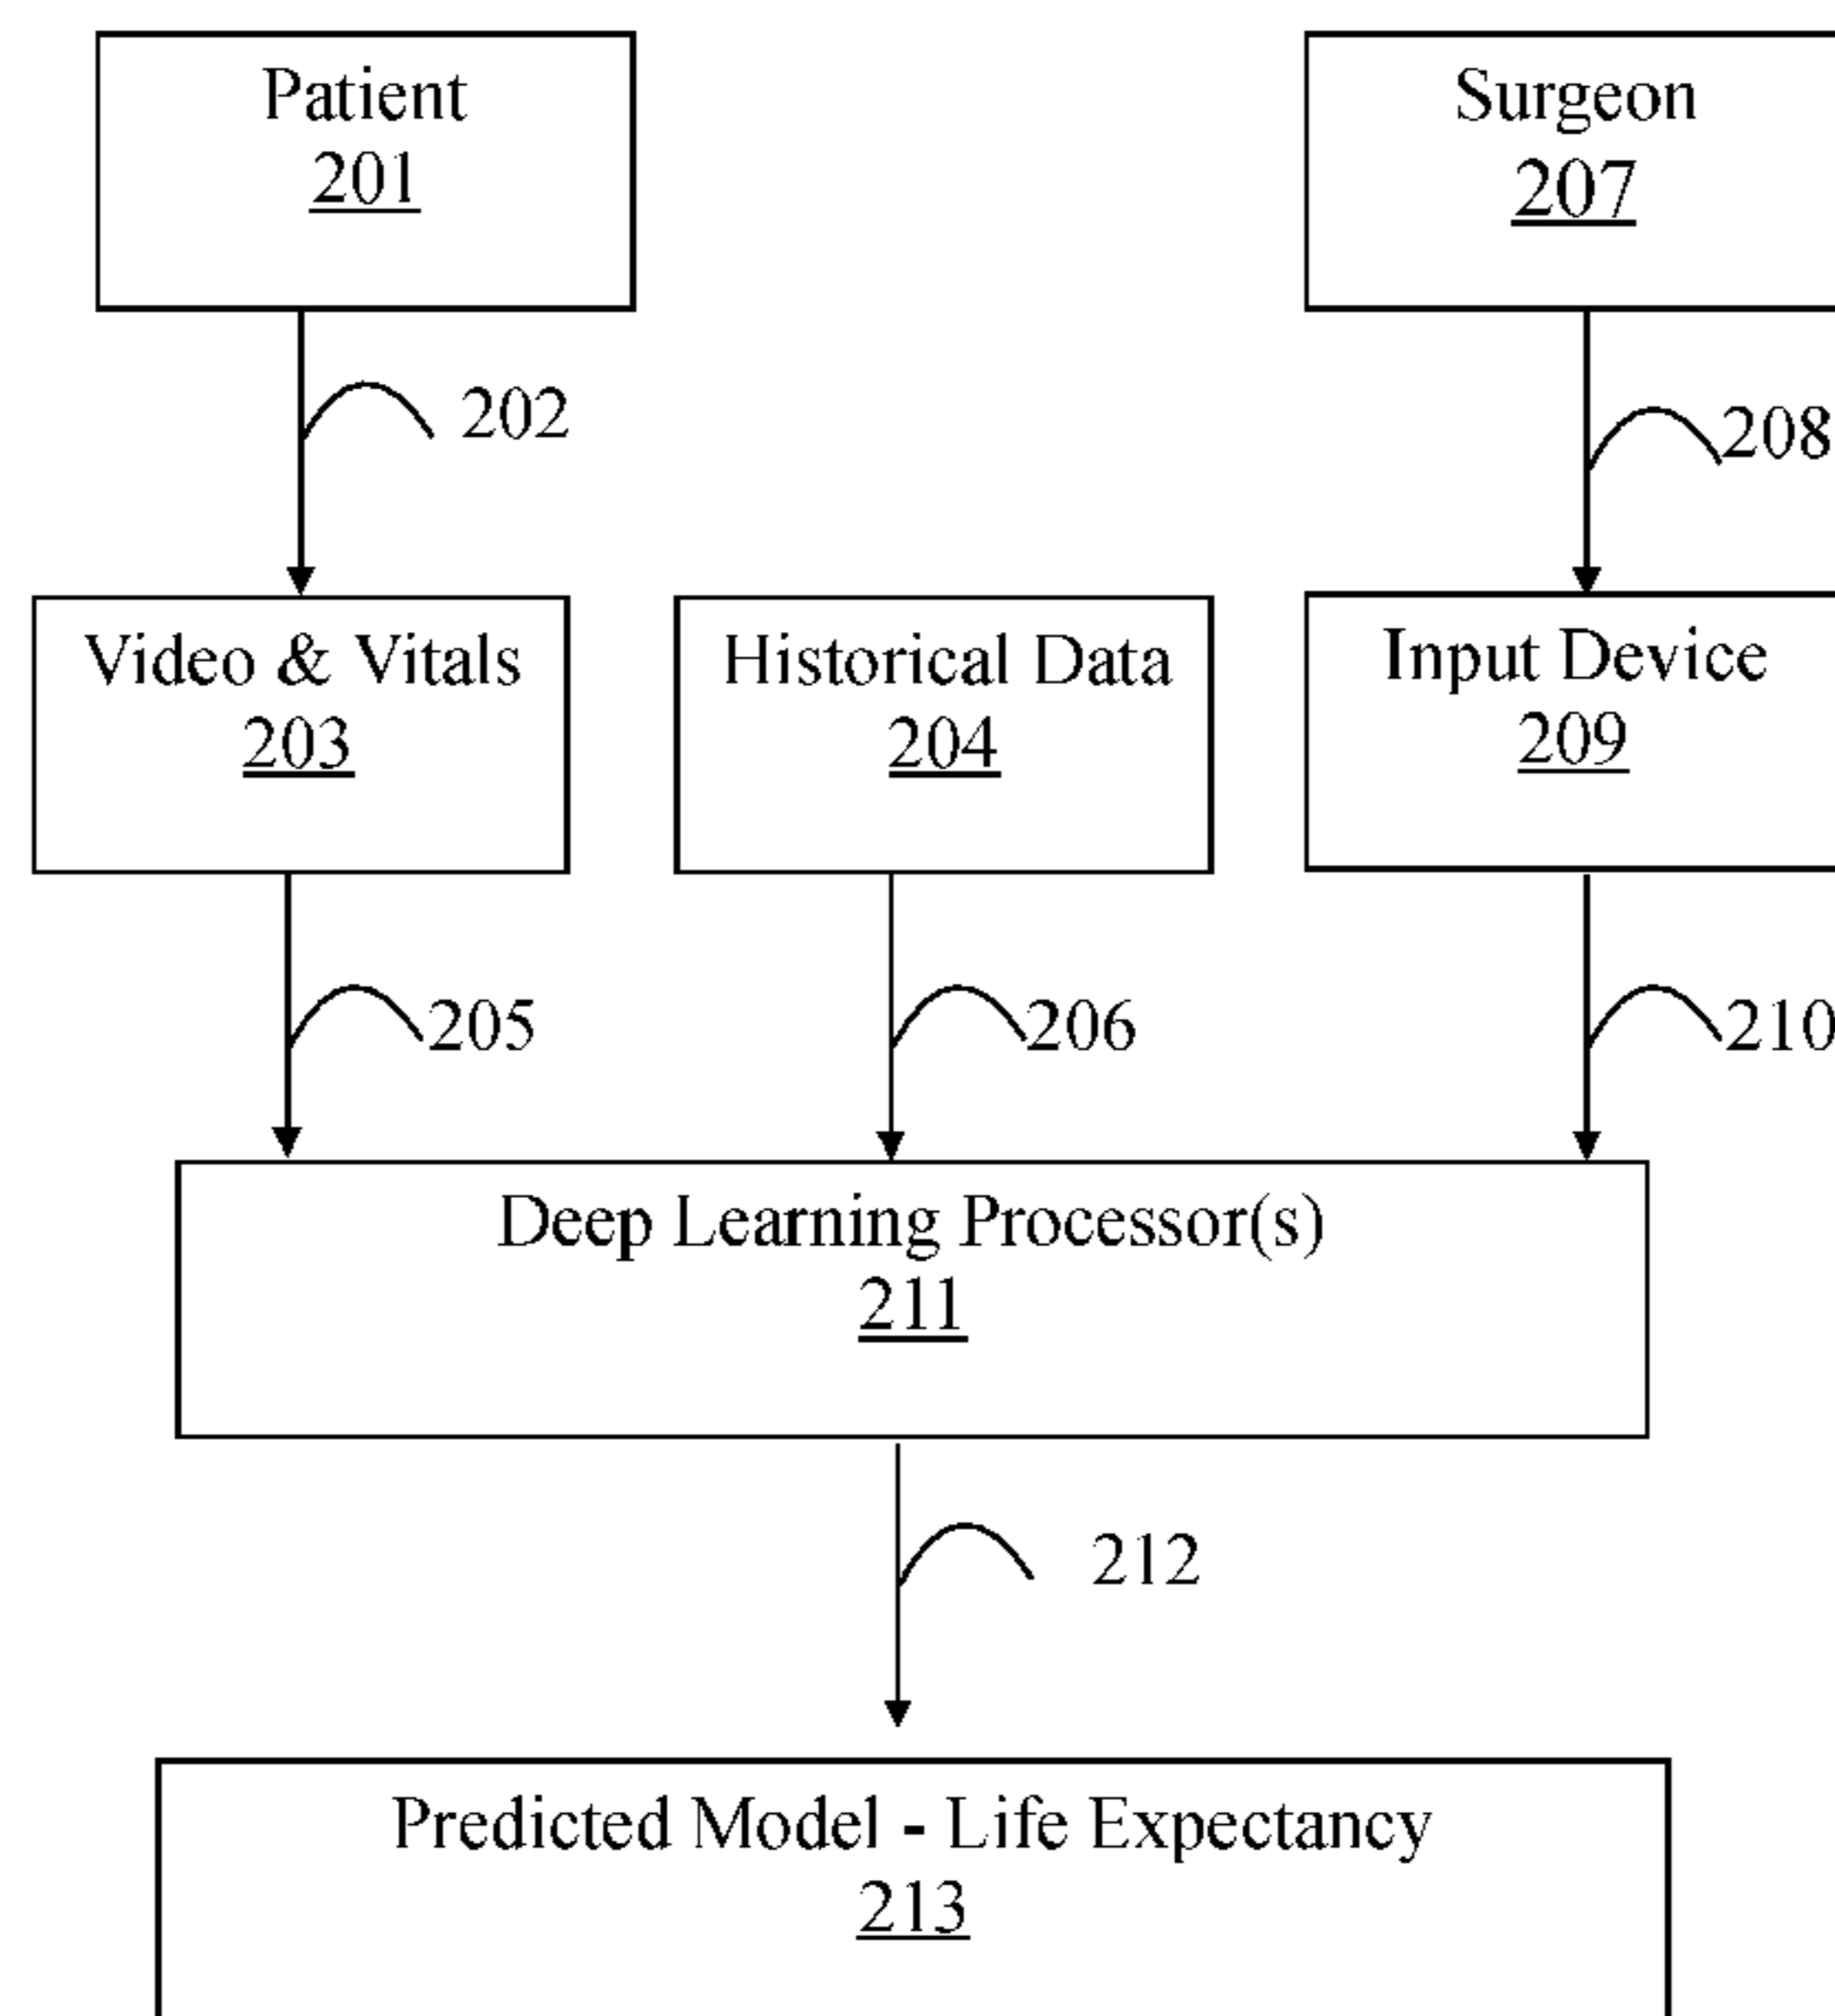 Patient
201
Surgeon
207
202
208
Video & Vitals
203
Historical Data
204
Input Device
209
205
206
210
Deep Learning Processor(s)
211
212
Predicted Model - Life Expectancy
213